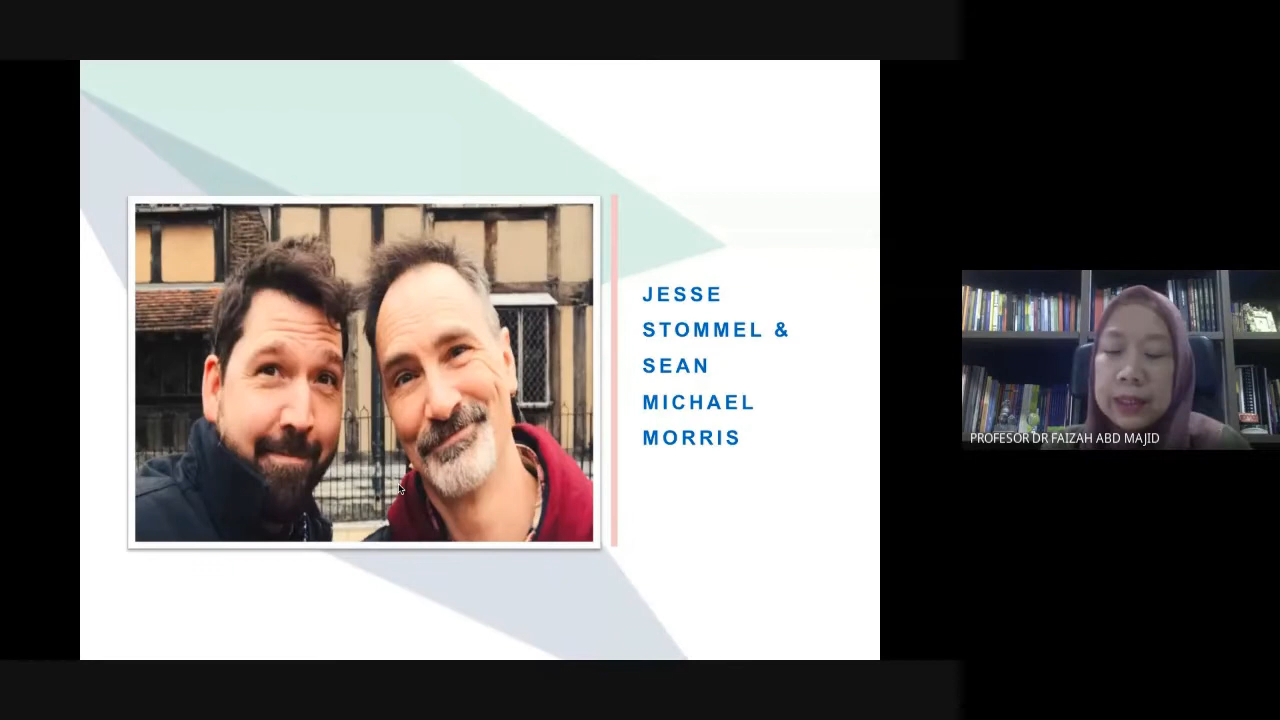 JESSE
STOMMEL &
SEAN
MICHAEL
MORRIS
PROFESOR DR FAIZAH ABD MAJID